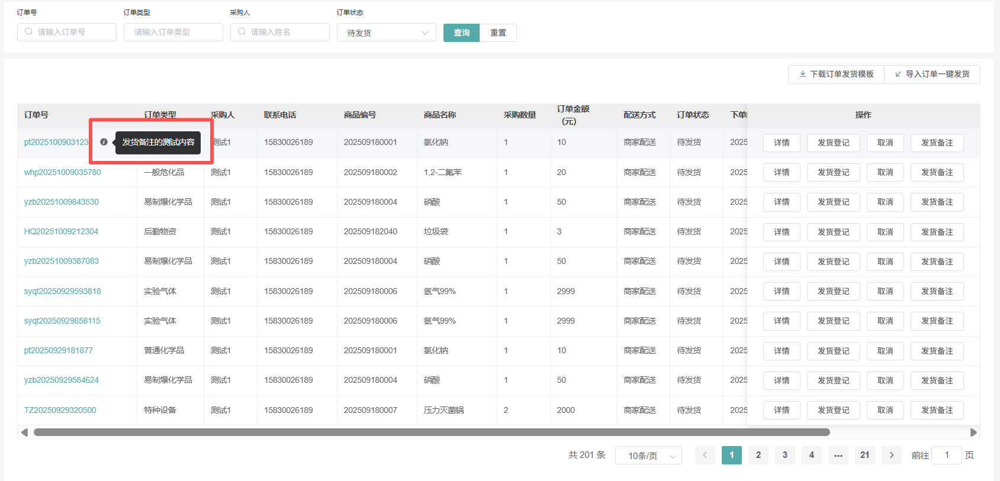 订单号 订单类型 采购人 订单状态
请输入订单号 请输入订单类型 请输入姓名 待发货 查询 重置
下载订单发货模板 导入订单一键发货
订单号 订单类型 采购人 联系电话 商品编号 商品名称 采购数量 订单金额(元) 配送方式 订单状态 下单 操作
pt2025100903123 发货备注的测试内容 测试1 15830026189 202509180001 氯化钠 1 10 商家配送 待发货 2025 详情 发货登记 取消 发货备注
whp20251009035780 一般危化品 测试1 15830026189 202509180002 1,2-二氟苯 1 20 商家配送 待发货 2025 详情 发货登记 取消 发货备注
yzb20251009843530 易制爆化学品 测试1 15830026189 202509180004 硝酸 1 50 商家配送 待发货 2025 详情 发货登记 取消 发货备注
HQ20251009212304 后勤物资 测试1 15830026189 202509182040 垃圾袋 1 3 商家配送 待发货 2025 详情 发货登记 取消 发货备注
yzb20251009387083 易制爆化学品 测试1 15830026189 202509180004 硝酸 1 50 商家配送 待发货 2025 详情 发货登记 取消 发货备注
syqt20250929593818 实验气体 测试1 15830026189 202509180006 氢气99% 1 2999 商家配送 待发货 2025 详情 发货登记 取消 发货备注
syqt20250929858115 实验气体 测试1 15830026189 202509180006 氢气99% 1 2999 商家配送 待发货 2025 详情 发货登记 取消 发货备注
pt20250929181877 普通化学品 测试1 15830026189 202509180001 氯化钠 1 10 商家配送 待发货 2025 详情 发货登记 取消 发货备注
yzb20250929584624 易制爆化学品 测试1 15830026189 202509180004 硝酸 1 50 商家配送 待发货 2025 详情 发货登记 取消 发货备注
TZ20250929320500 特种设备 测试1 15830026189 202509180007 压力灭菌锅 2 2000 商家配送 待发货 2025 详情 发货登记 取消 发货备注
共 201 条 10条/页 1 2 3 4 ... 21 前往 1 页